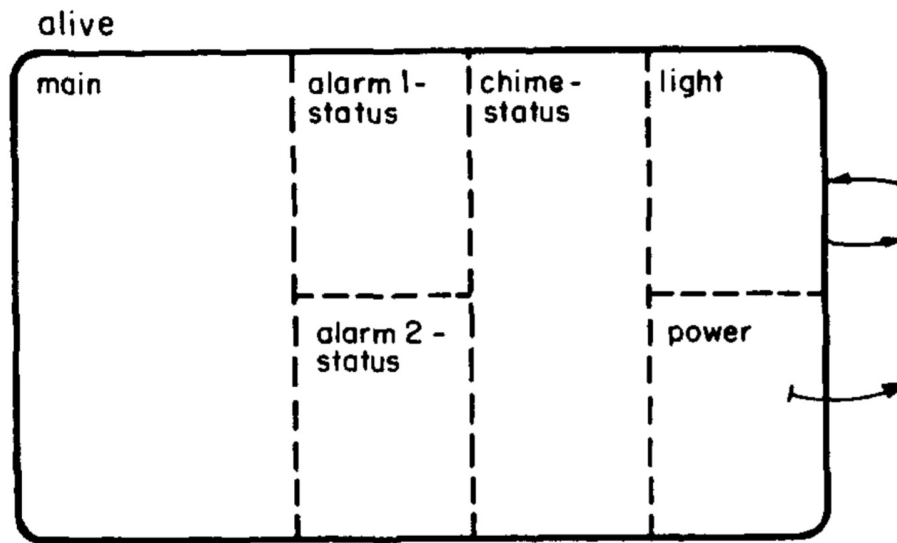 alive
main
alarm 1-
status
chime-
status
light
alarm 2-
status
power